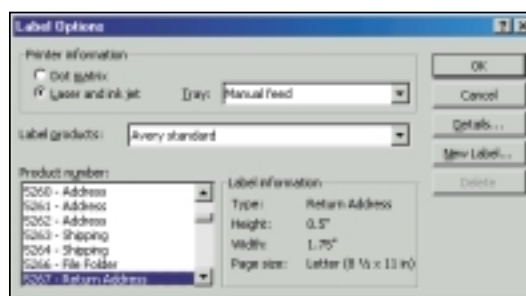 Label Options
Printer information
Dot matrix
Laser and ink jet Tray: Manual feed
OK
Cancel
Label products: Avery standard
Details...
New Label...
Delete
Product number:
5260 - Address
5261 - Address
5262 - Address
5263 - Shipping
5264 - Shipping
5266 - File Folder
5267 - Return Address
Label information
Type: Return Address
Height: 0.5"
Width: 1.75"
Page size: Letter (8 ½ x 11 in)